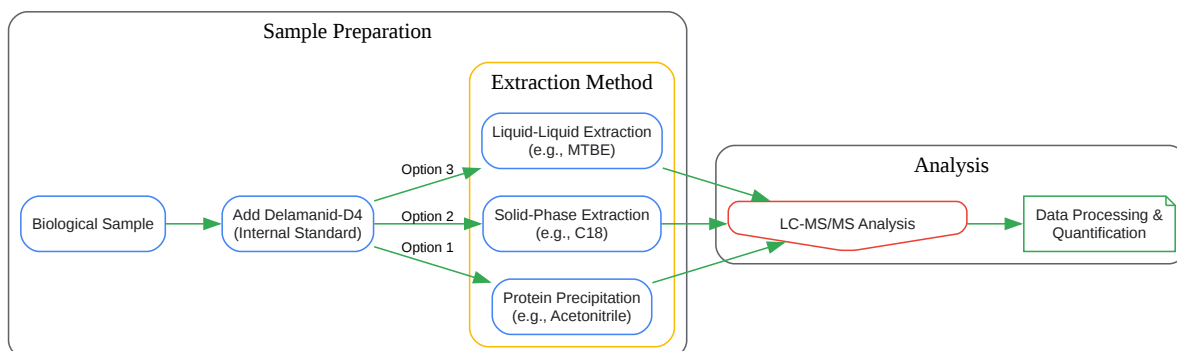 Sample Preparation
Extraction Method
Liquid-Liquid Extraction
(e.g., MTBE)
Option 3
Analysis
Biological Sample
Add Delamanid-D4
(Internal Standard)
Option 2
Solid-Phase Extraction
(e.g., C18)
LC-MS/MS Analysis
Data Processing &
Quantification
Option 1
Protein Precipitation
(e.g., Acetonitrile)